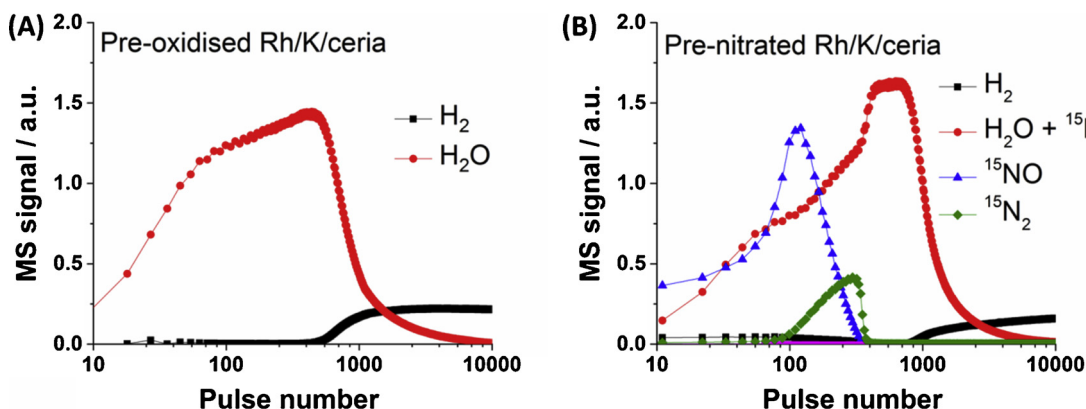 (A)
Pre-oxidised Rh/K/ceria
H₂
H₂O
MS signal / a.u.
2.0
1.5
1.0
0.5
0.0
10
100
1000
10000
Pulse number
(B)
Pre-nitrated Rh/K/ceria
H₂
H₂O + ¹⁵
¹⁵NO
¹⁵N₂
MS signal / a.u.
2.0
1.5
1.0
0.5
0.0
10
100
1000
10000
Pulse number